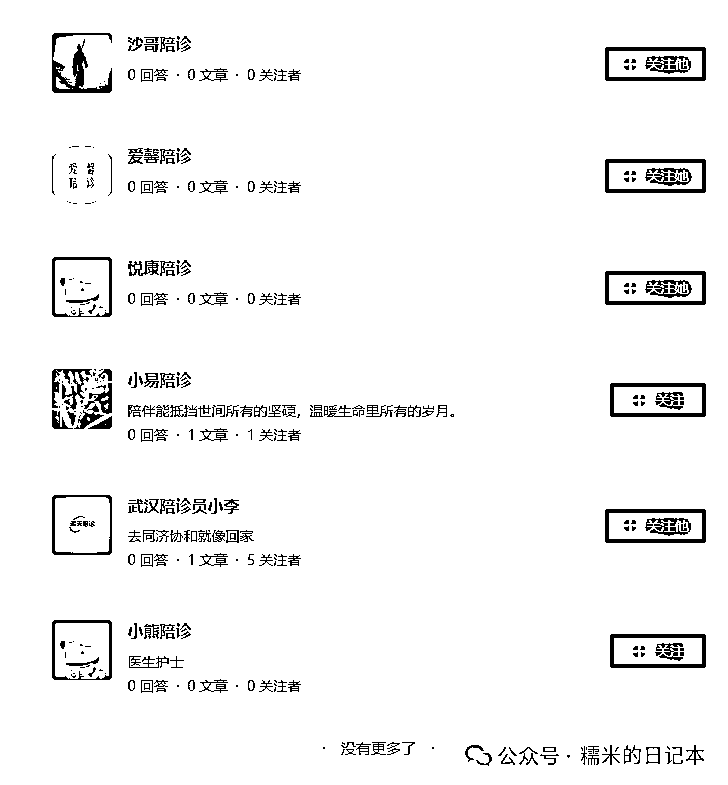 沙哥陪诊
0 回答 · 0 文章 · 0 关注者
关注他
爱馨陪诊
0 回答 · 0 文章 · 0 关注者
爱馨
陪诊
关注她
悦康陪诊
0 回答 · 0 文章 · 0 关注者
关注她
小易陪诊
陪伴能抵挡世间所有的坚硬，温暖生命里所有的岁月。
0 回答 · 1 文章 · 1 关注者
关注
武汉陪诊员小李
去同济协和就像回家
0 回答 · 1 文章 · 5 关注者
关注他
小熊陪诊
医生护士
0 回答 · 0 文章 · 0 关注者
关注
· 没有更多了 ·
公众号 · 糯米的日记本